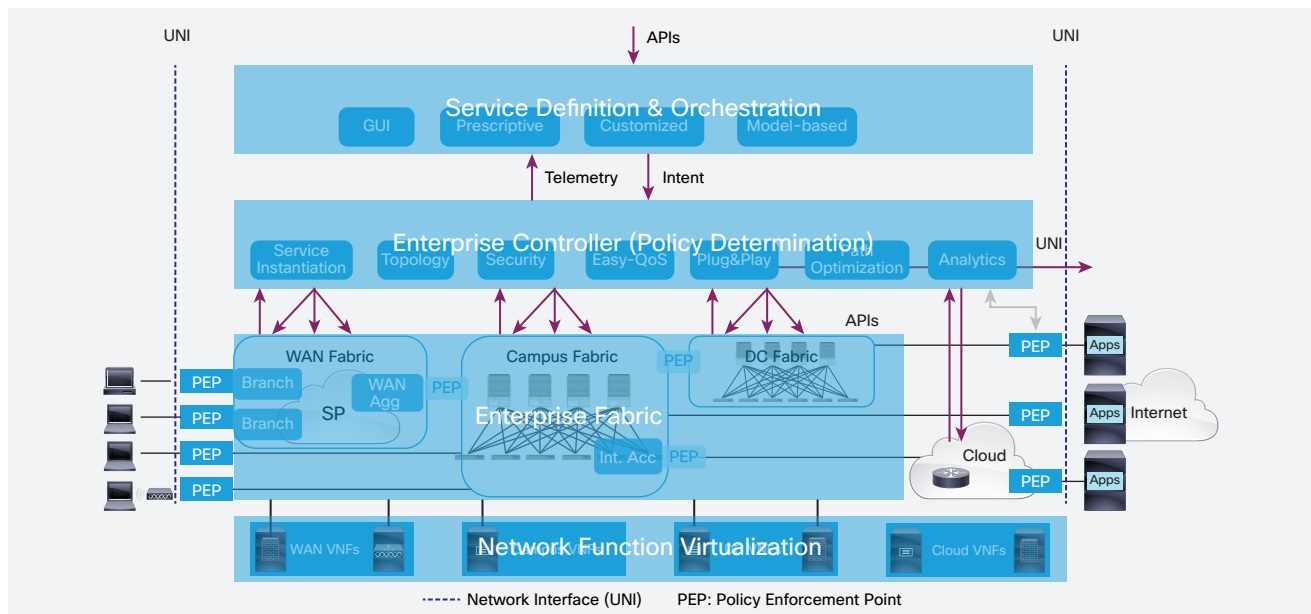 UNI
APIs
UNI
Service Definition & Orchestration
GUI
Prescriptive
Customized
Model-based
Telemetry
Intent
Enterprise Controller (Policy Determination)
UNI
Service
Instantiation
Topology
Security
Easy-QoS
Plug&Play
Path
Optimization
Analytics
APIs
WAN Fabric
Campus Fabric
PEP
DC Fabric
PEP
Apps
PEP
Branch
WAN
Agg
PEP
SP
PEP
Branch
Enterprise Fabric
PEP
Apps
Internet
PEP
Int. Acc
PEP
Cloud
PEP
PEP
Apps
WAN VNFs
Network Function Virtualization
VNFs
Cloud VNFs
Network Interface (UNI)
PEP: Policy Enforcement Point